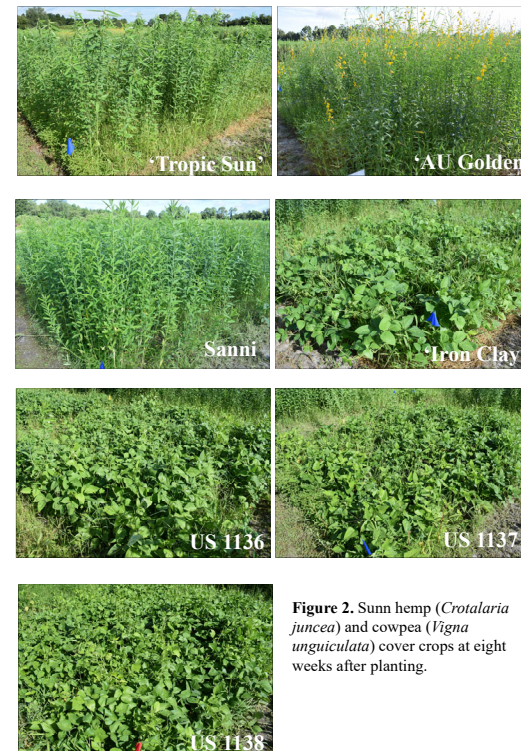 ‘Tropic Sun’
‘AU Golden
Sanni
‘Iron Clay
US 1136
US 1137
US 1138
Figure 2. Sunn hemp (Crotalaria
juncea) and cowpea (Vigna
unguiculata) cover crops at eight
weeks after planting.